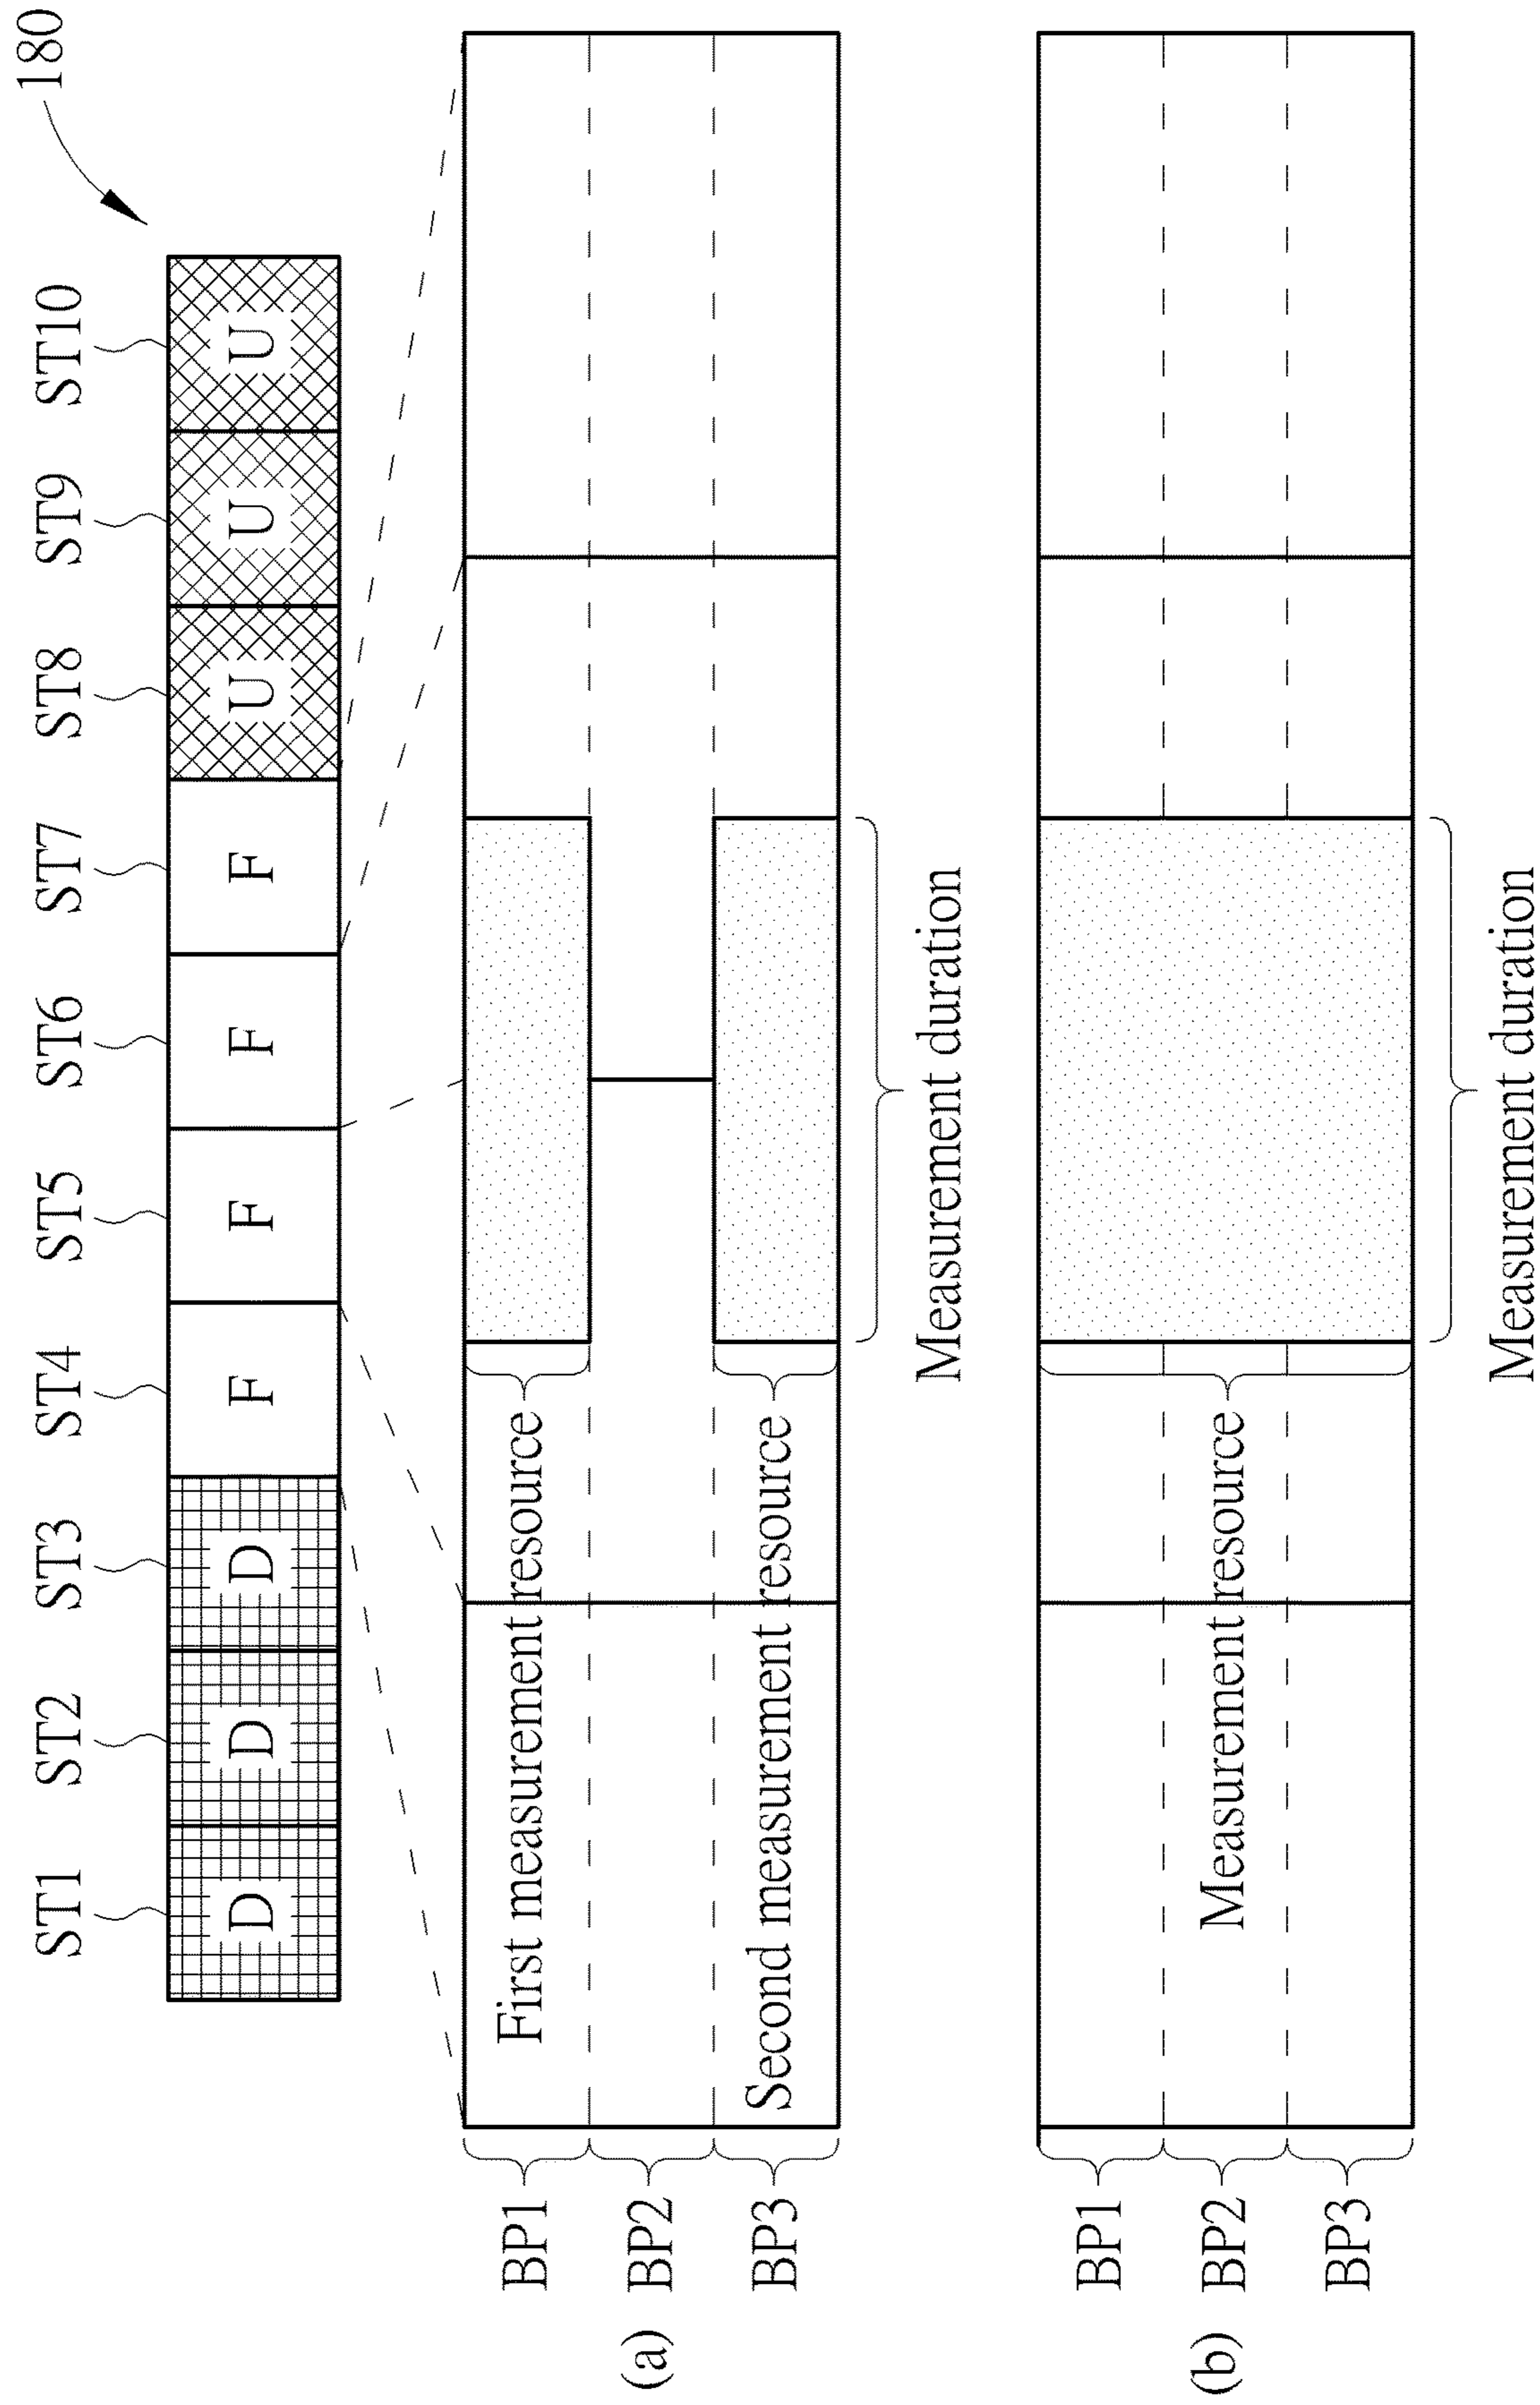 180
ST1 ST2 ST3 ST4 ST5 ST6 ST7 ST8 ST9 ST10
D D D F F F F U U U
(a)
BP1
First measurement resource
BP2
BP3
Second measurement resource
Measurement duration
(b)
BP1
BP2
Measurement resource
BP3
Measurement duration